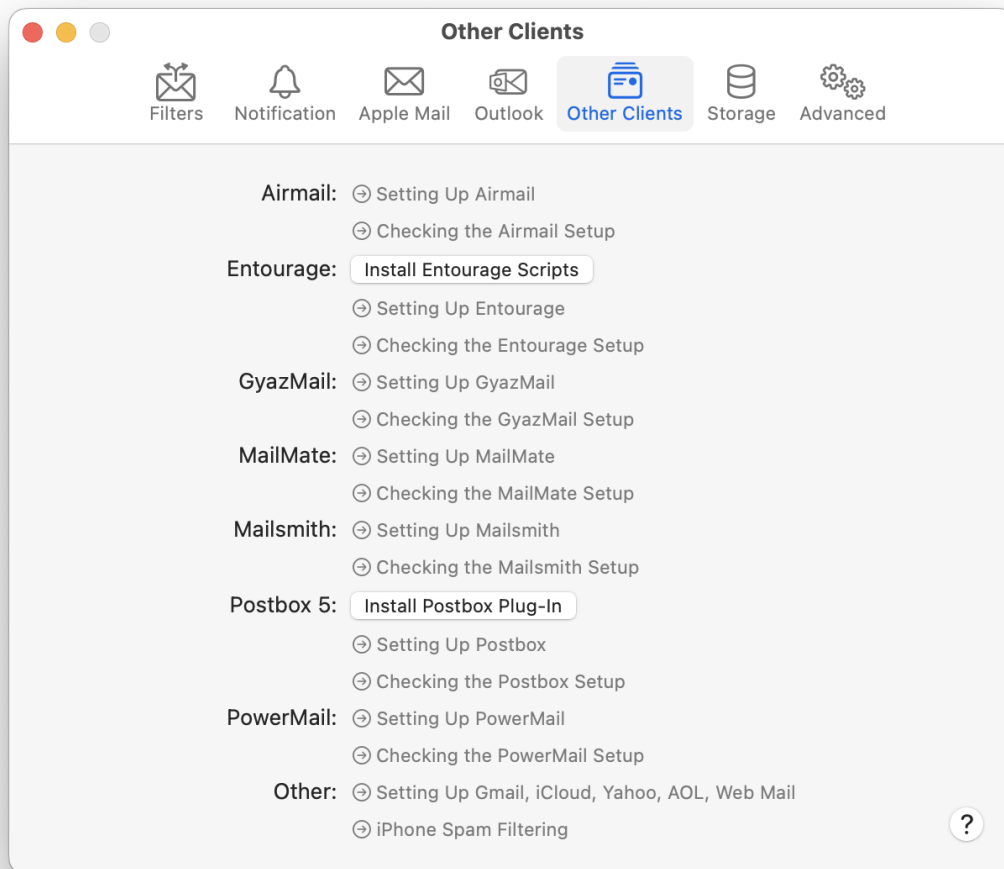 Other Clients
Filters Notification Apple Mail Outlook Other Clients Storage Advanced
Airmail: Setting Up Airmail
Checking the Airmail Setup
Entourage: Install Entourage Scripts
Setting Up Entourage
Checking the Entourage Setup
GyazMail: Setting Up GyazMail
Checking the GyazMail Setup
MailMate: Setting Up MailMate
Checking the MailMate Setup
Mailsmith: Setting Up Mailsmith
Checking the Mailsmith Setup
Postbox 5: Install Postbox Plug-In
Setting Up Postbox
Checking the Postbox Setup
PowerMail: Setting Up PowerMail
Checking the PowerMail Setup
Other: Setting Up Gmail, iCloud, Yahoo, AOL, Web Mail
iPhone Spam Filtering
?